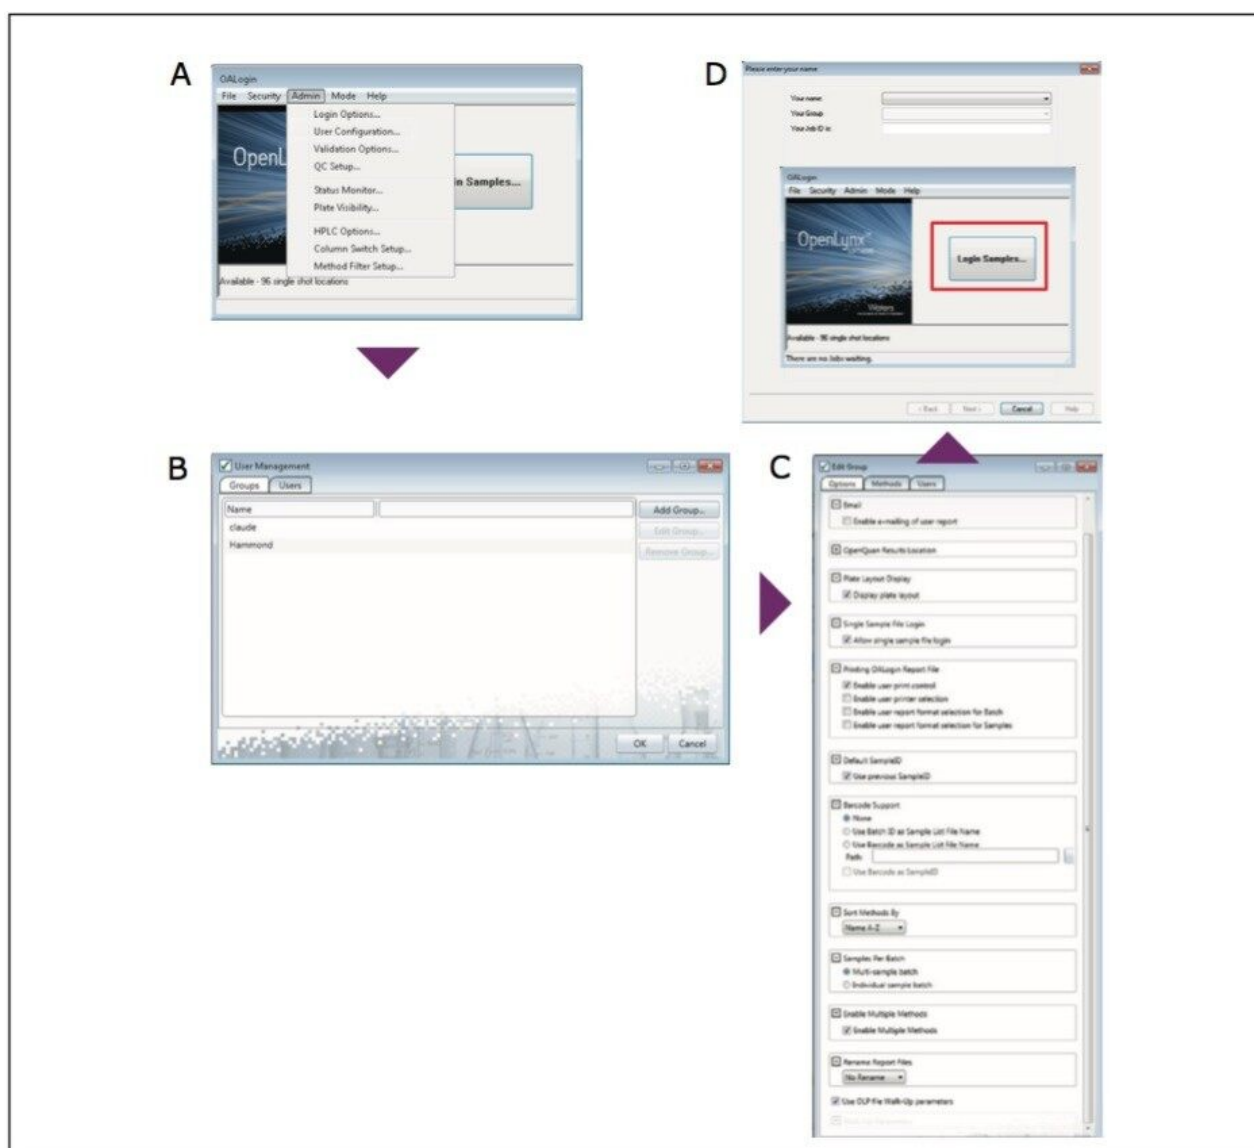 A
OALogin
File Security Admin Mode Help
Login Options...
User Configuration...
Validation Options...
QC Setup...
Status Monitor...
Plate Visibility...
HPLC Options...
Column Switch Setup...
Method Filter Setup...
OpenL
in Samples...
Available - 96 single shot locations
D
Please enter your name
Your name:
Your Group
Your Job ID is:
OALogin
File Security Admin Mode Help
OpenLynx™
Login Samples...
Waters
Available - 96 single shot locations
There are no Jobs waiting.
< Back Next > Cancel Help
B
User Management
Groups Users
Name
claude
Hammond
Add Group...
Edit Group...
Remove Group...
OK Cancel
C
Edit Group
Options Methods Users
Email
Enable e-mailing of user report
OpenQuan Results Location
Plate Layout Display
Display plate layout
Single Sample File Login
Allow single sample file login
Printing OALogin Report File
Enable user print control
Enable user printer selection
Enable user report format selection for Batch
Enable user report format selection for Samples
Default SampleID
Use previous SampleID
Barcode Support
None
Use Batch ID as Sample List File Name
Use Barcode as Sample List File Name
Path:
Use Barcode as SampleID
Sort Methods By
Name A-Z
Samples Per Batch
Multi-sample batch
Individual sample batch
Enable Multiple Methods
Enable Multiple Methods
Rename Report Files
No Rename
Use OLP file Walk-Up parameters